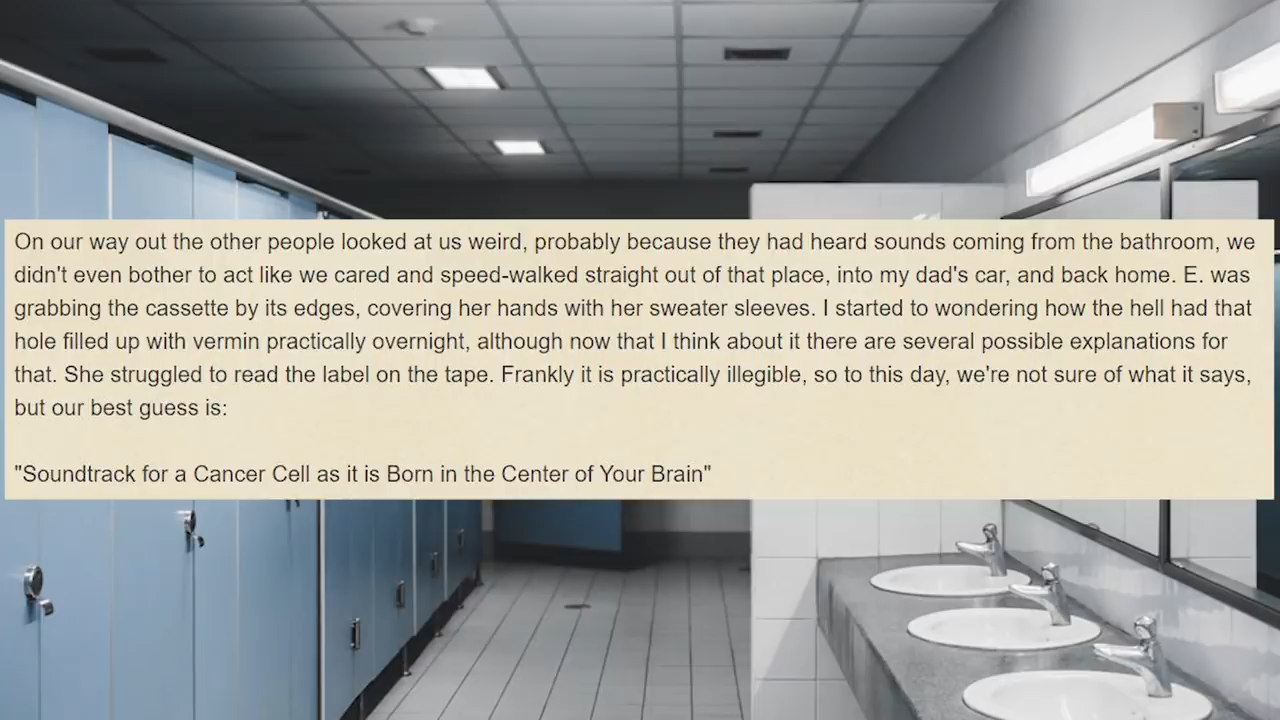 On our way out the other people looked at us weird, probably because they had heard sounds coming from the bathroom, we
didn't even bother to act like we cared and speed-walked straight out of that place, into my dad's car, and back home. E. was
grabbing the cassette by its edges, covering her hands with her sweater sleeves. I started to wondering how the hell had that
hole filled up with vermin practically overnight, although now that I think about it there are several possible explanations for
that. She struggled to read the label on the tape. Frankly it is practically illegible, so to this day, we're not sure of what it says,
but our best guess is:
"Soundtrack for a Cancer Cell as it is Born in the Center of Your Brain"